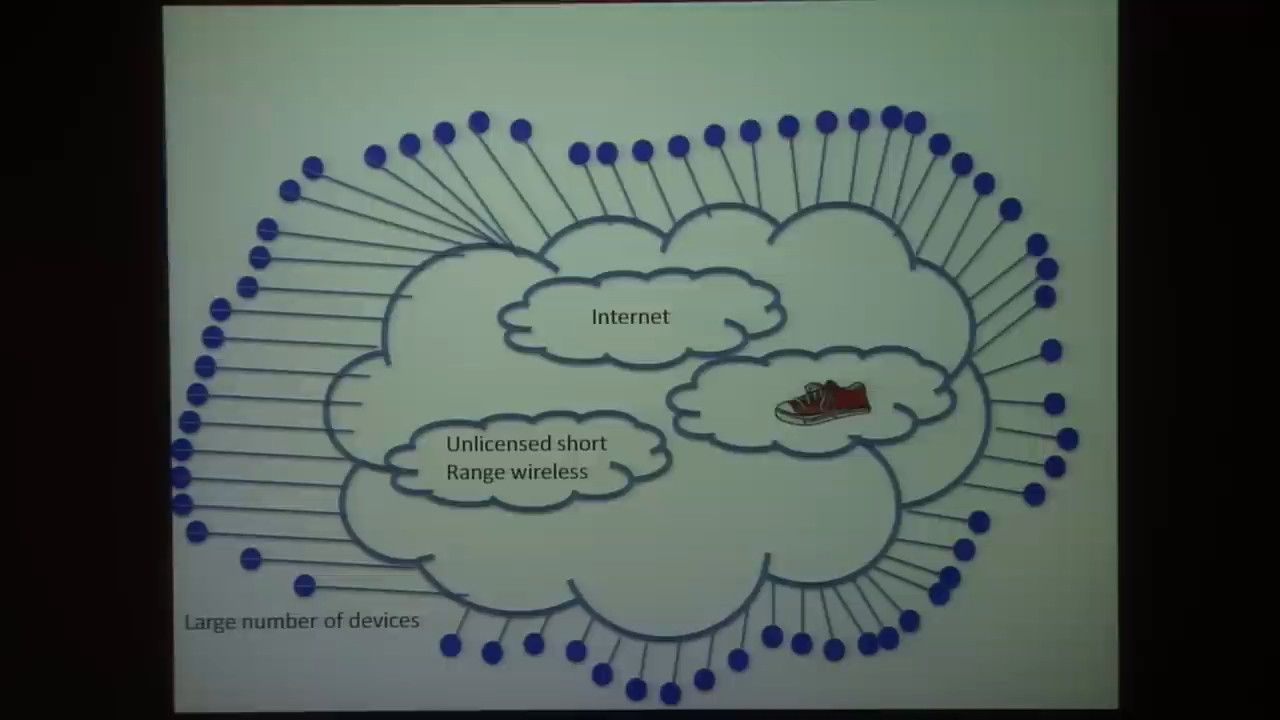 Internet
Unlicensed short
Range wireless
Large number of devices